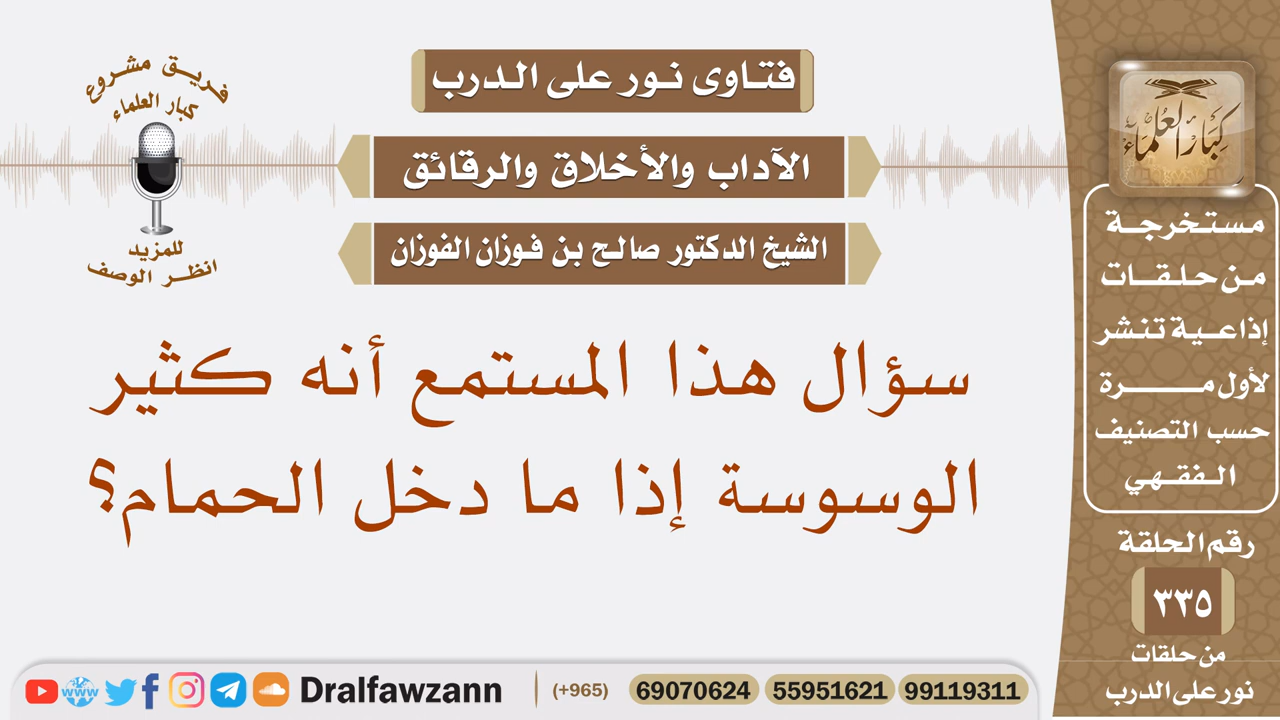 فتاوى نور على الدرب
الآداب والأخلاق والرقائق
الشيخ الدكتور صالح بن فوزان الفوزان
سؤال هذا المستمع أنه كثير
الوسوسة إذا ما دخل الحمام؟
كبار العلماء
مستخرجة
من حلقات
إذاعية تنشر
لأول مرة
حسب التصنيف
الفقهي
رقم الحلقة
٣٣٥
من حلقات
نور على الدرب
فريق مشروع
كبار العلماء
للمزيد
انظر الوصف
www Dralfawzann (+965) 69070624 55951621 99119311